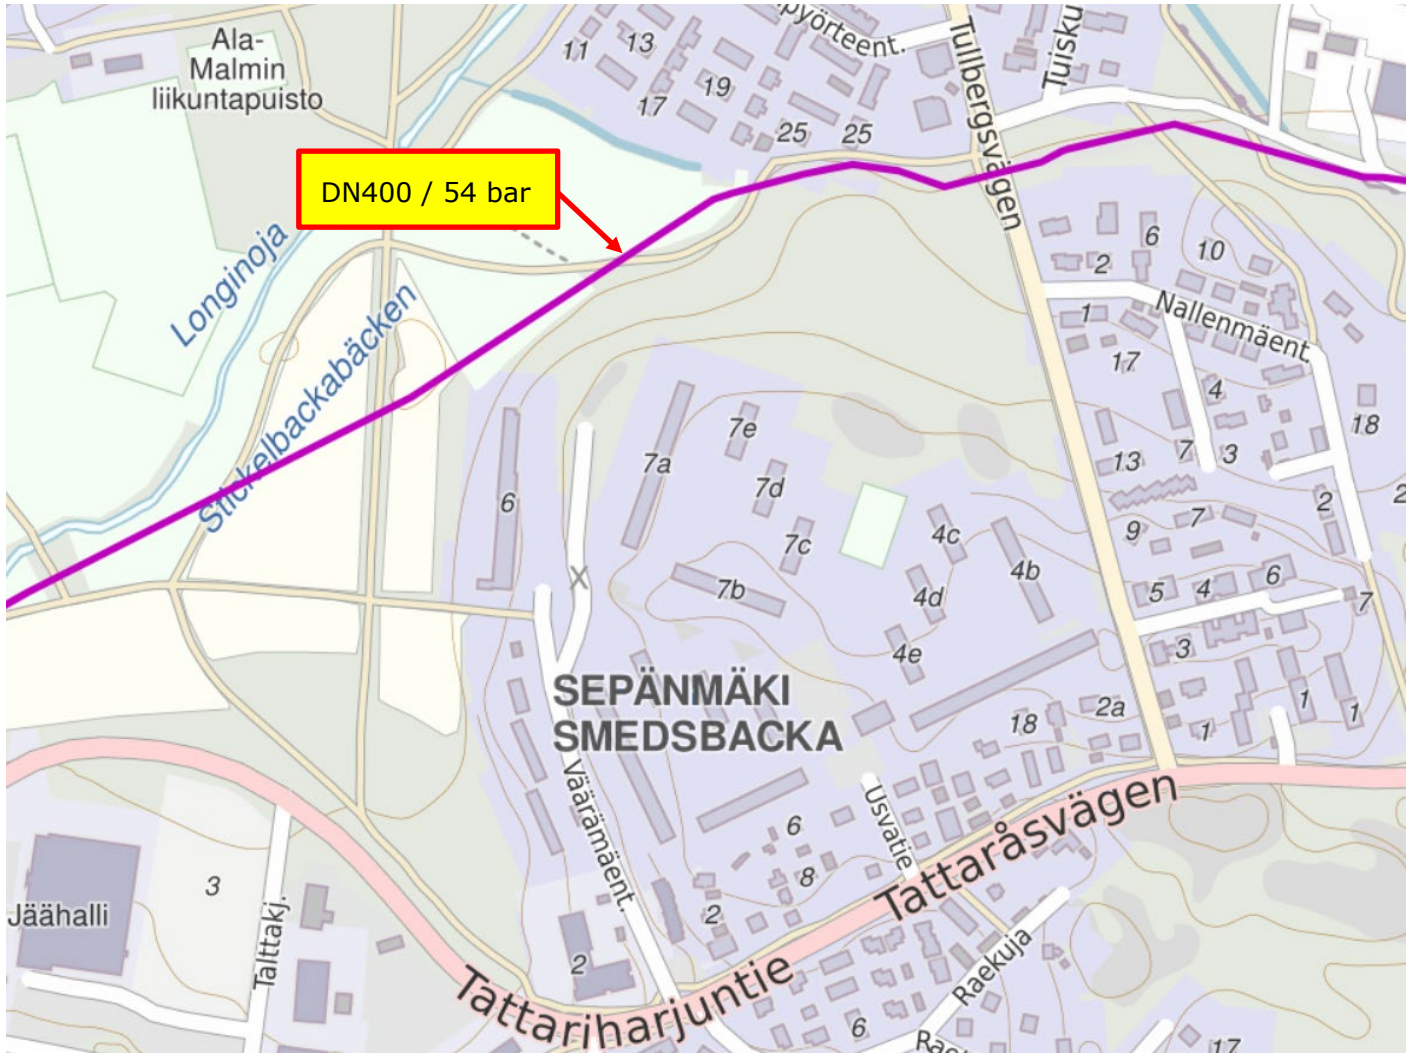 Ala-
Malmin
liikuntapuisto
11
13
17
19
25
25
pyörteent.
Tullbergsvägen
Tuisku
DN400 / 54 bar
Longinoja
Stickelbackabäcken
2
6
10
Nallenmäent.
1
17
4
3
7
13
18
2
2
9
7
5
4
6
7
3
1
1
1
6
7a
7e
7d
7c
7b
4c
4d
4b
4e
X
SEPÄNMÄKI
SMEDSBACKA
18
2a
Väärämäent.
Usvatie
6
8
2
2
Tattariharjuntie
Tattaråsvägen
3
Jäähalli
Talttakj.
Raekuja
6
17